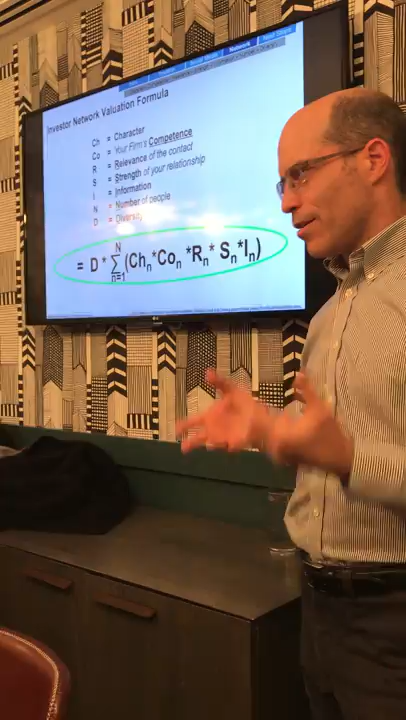 Investor Network Valuation Formula
Ch = Character
Co = Your Firm's Competence
R = Relevance of the contact
S = Strength of your relationship
I = Information
N = Number of people
D = Diversity
= D * N ∑ n=1 (Chn*Con *Rn* Sn*In)
LG